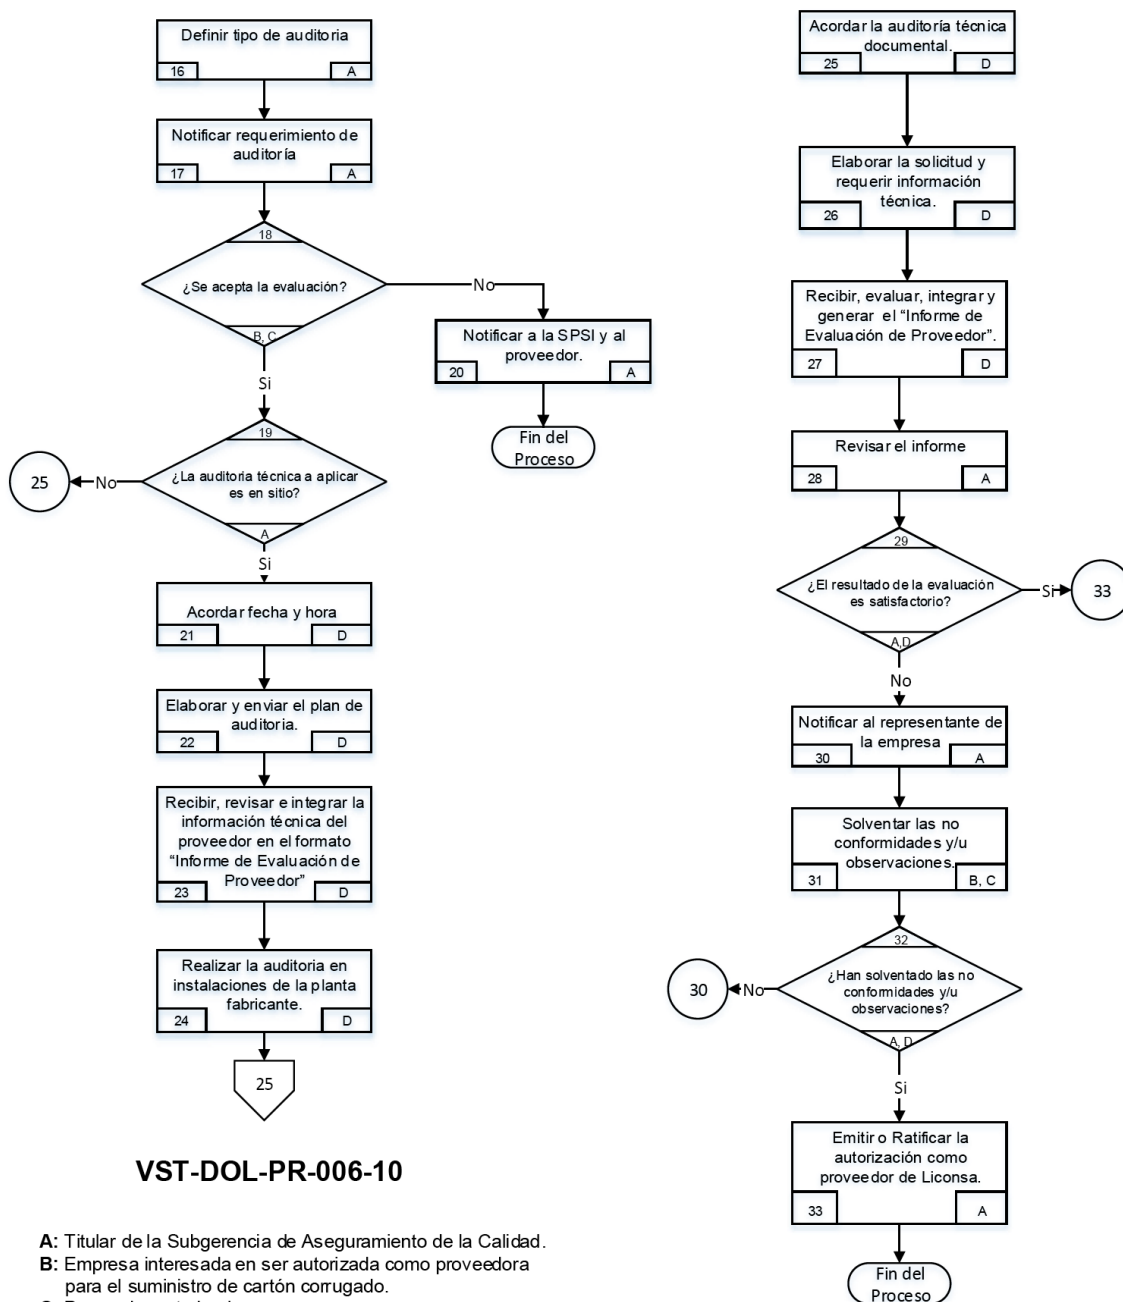 Definir tipo de auditoria
16
A
Notificar requerimiento de
auditoría
17
A
18
¿Se acepta la evaluación?
B, C
No
Notificar a la SPSI y al
proveedor.
20
A
Fin del
Proceso
Si
19
¿La auditoria técnica a aplicar
es en sitio?
A
No
25
Si
Acordar fecha y hora
21
D
Elaborar y enviar el plan de
auditoria.
22
D
Recibir, revisar e integrar la
información técnica del
proveedor en el formato
“Informe de Evaluación de
Proveedor”
23
D
Realizar la auditoria en
instalaciones de la planta
fabricante.
24
D
25
Acordar la auditoría técnica
documental.
25
D
Elaborar la solicitud y
requerir información
técnica.
26
D
Recibir, evaluar, integrar y
generar el “Informe de
Evaluación de Proveedor”.
27
D
Revisar el informe
28
A
29
¿El resultado de la evaluación
es satisfactorio?
A,D
Si
33
No
Notificar al representante de
la empresa
30
A
Solventar las no
conformidades y/u
observaciones.
31
B, C
32
¿Han solventado las no
conformidades y/u
observaciones?
A, D
No
30
Si
Emitir o Ratificar la
autorización como
proveedor de Liconsa.
33
A
Fin del
Proceso
VST-DOL-PR-006-10
A: Titular de la Subgerencia de Aseguramiento de la Calidad.
B: Empresa interesada en ser autorizada como proveedora
para el suministro de cartón corrugado.